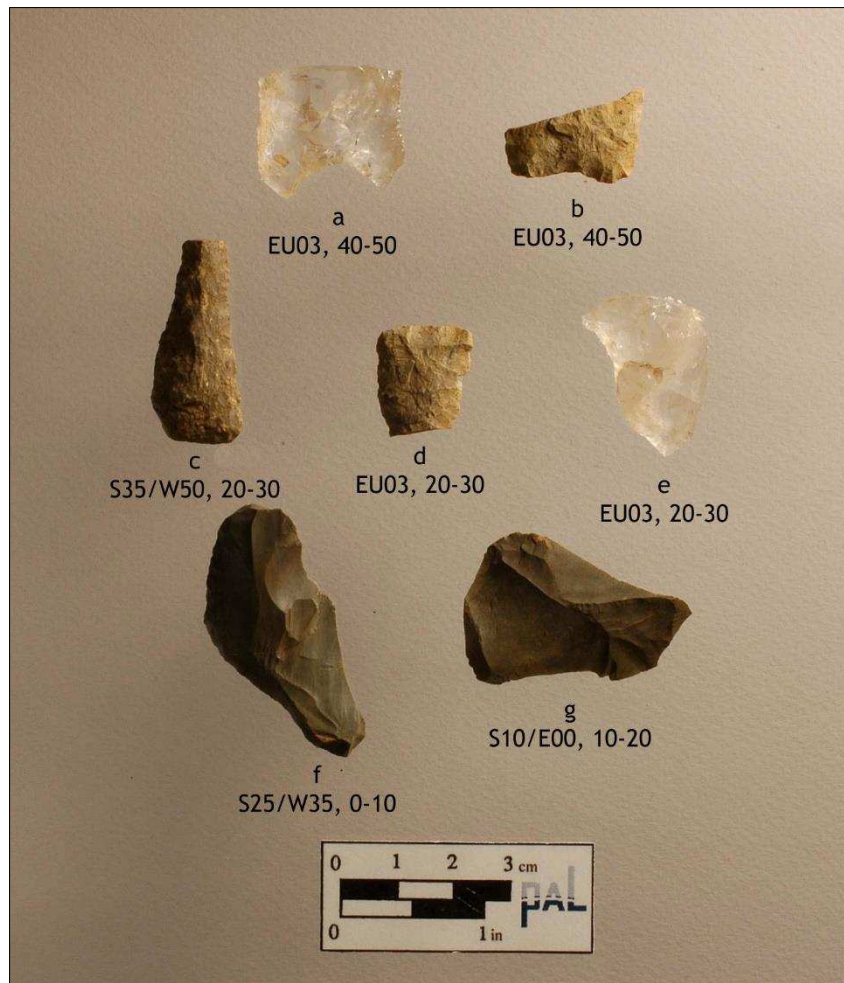 a
EU03, 40-50
b
EU03, 40-50
c
S35/W50, 20-30
d
EU03, 20-30
e
EU03, 20-30
f
S25/W35, 0-10
g
S10/E00, 10-20
0 1 2 3 cm
pal
0 1 in